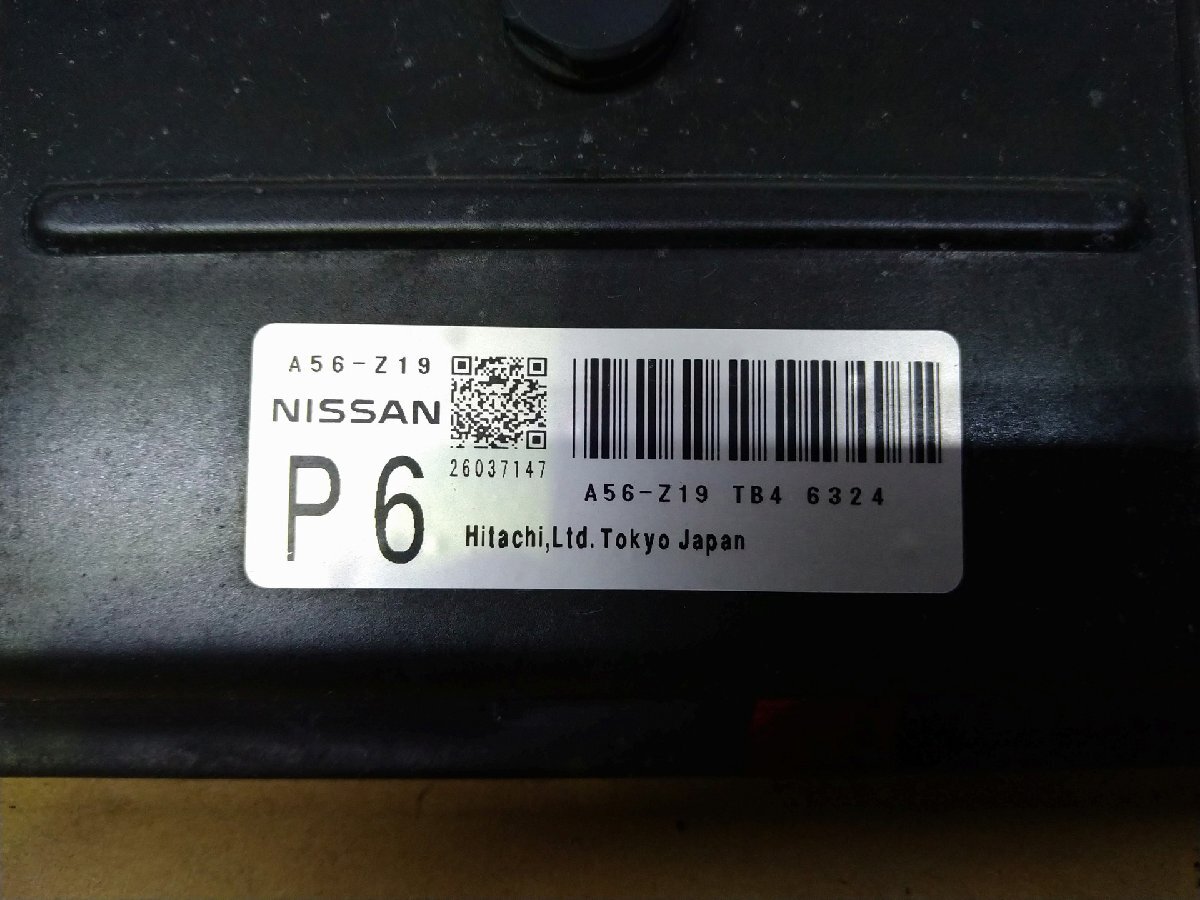 A56-Z19
NISSAN
P6
26037147
A56-Z19 TB4 6324
Hitachi,Ltd.Tokyo Japan